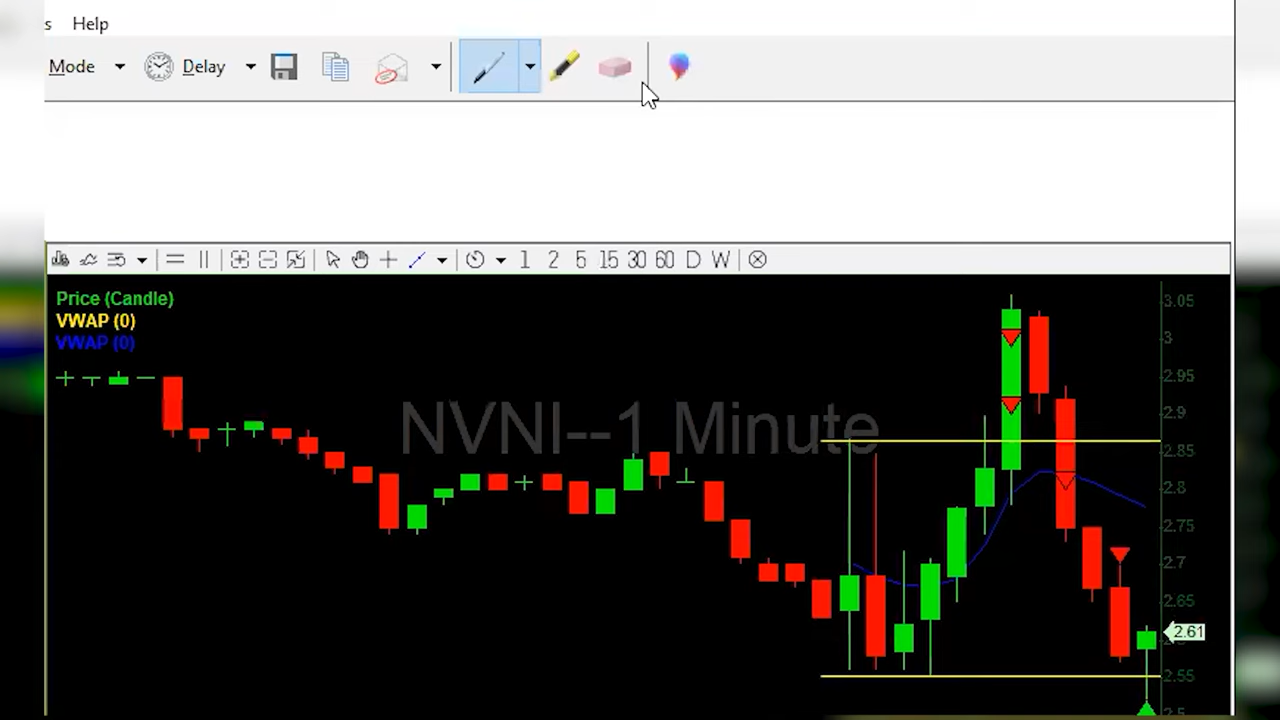 s Help
Mode Delay
1 2 5 15 30 60 D W
Price (Candle)
VWAP (0)
VWAP (0)
NVNI--1 Minute
3.05
3
2.95
2.9
2.85
2.8
2.75
2.7
2.65
2.61
2.55
2.5